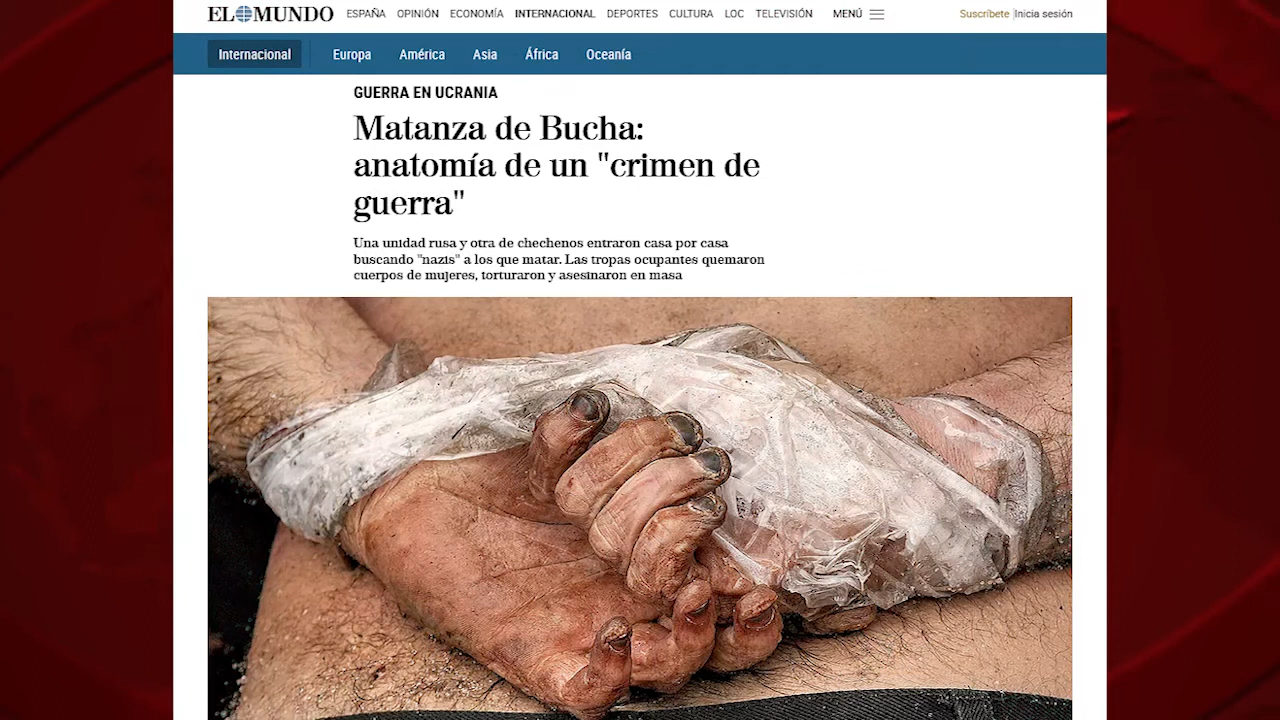 EL MUNDO ESPAÑA OPINIÓN ECONOMÍA INTERNACIONAL DEPORTES CULTURA LOC TELEVISIÓN MENÚ Suscríbete Inicia sesión
Internacional Europa América Asia África Oceanía
GUERRA EN UCRANIA
Matanza de Bucha:
anatomía de un "crimen de
guerra"
Una unidad rusa y otra de chechenos entraron casa por casa
buscando "nazis" a los que matar. Las tropas ocupantes quemaron
cuerpos de mujeres, torturaron y asesinaron en masa